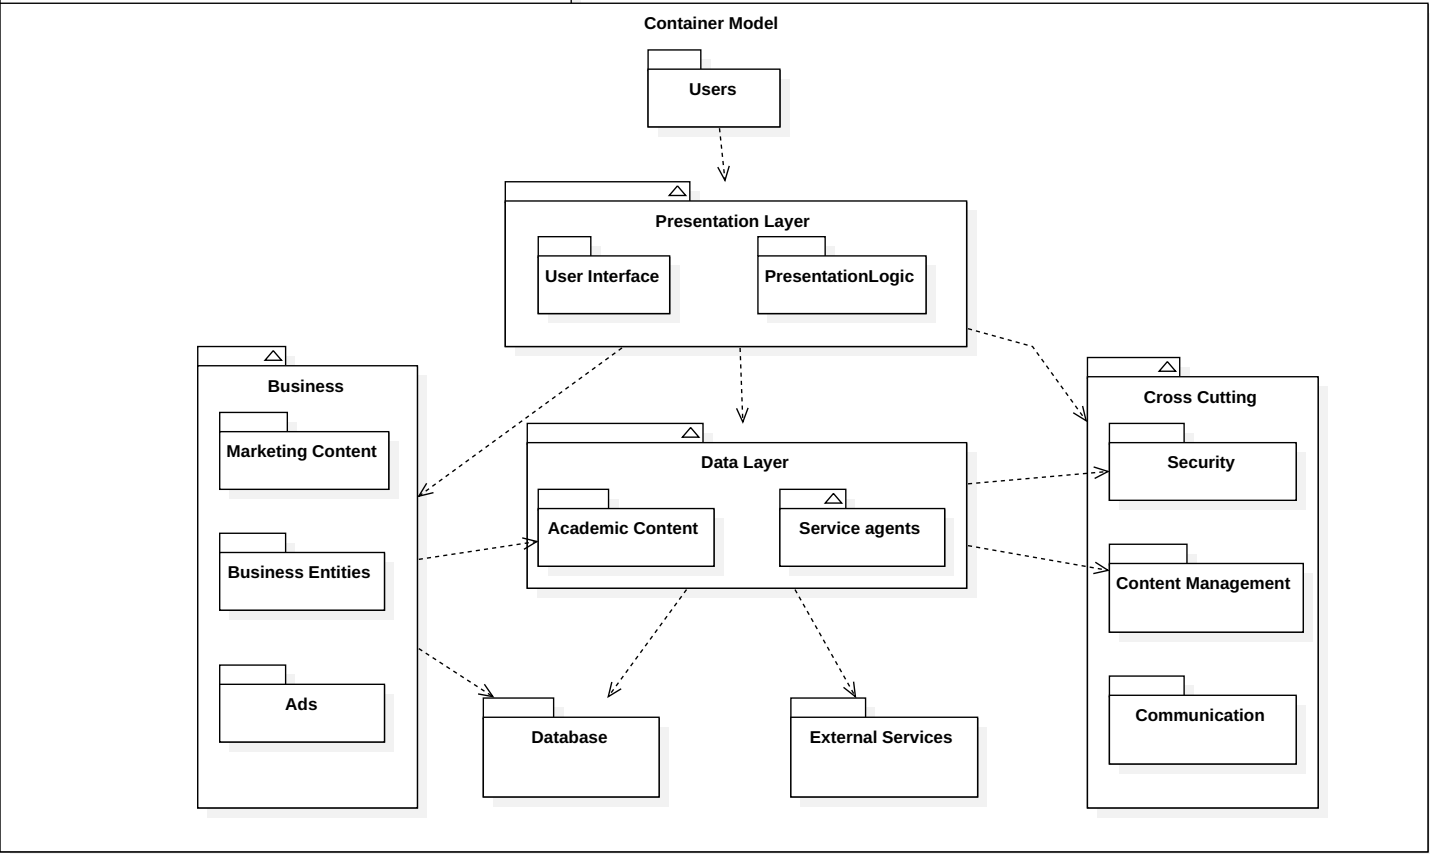 Container Model
Users
Presentation Layer
User Interface
PresentationLogic
Business
Marketing Content
Business Entities
Ads
Data Layer
Academic Content
Service agents
Cross Cutting
Security
Content Management
Communication
Database
External Services